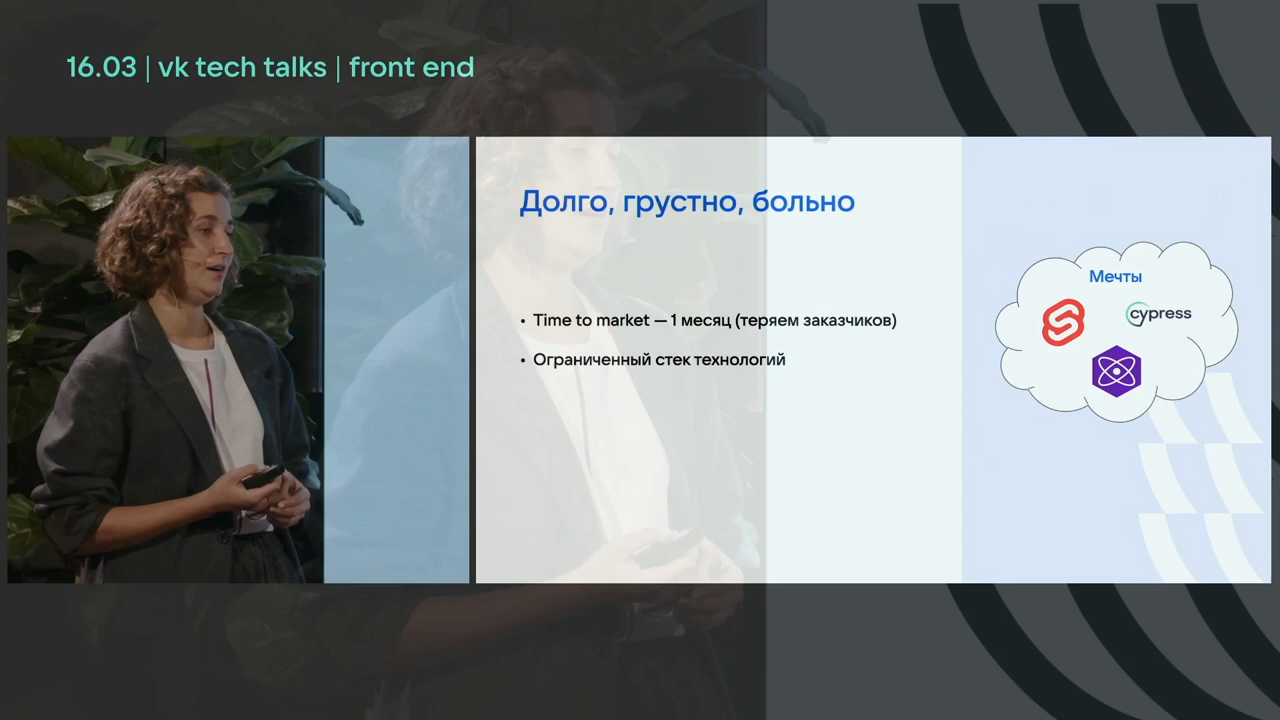 16.03 | vk tech talks | front end
Долго, грустно, больно
• Time to market — 1 месяц (теряем заказчиков)
• Ограниченный стек технологий
Мечты
cypress